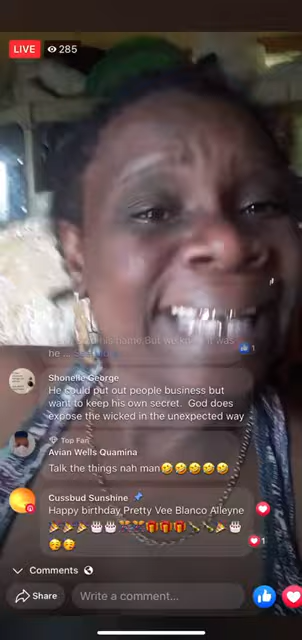 LIVE 285
his name.But we know it was
he ...
1
Shonelle George
He could put out people business but
want to keep his own secret. God does
expose the wicked in the unexpected way
Top Fan
Avian Wells Quamina
Talk the things nah man🤣🤣🤣🤣🤣
Cussbud Sunshine
Happy birthday Pretty Vee Blanco Alleyne
1
Comments
Share
Write a comment...